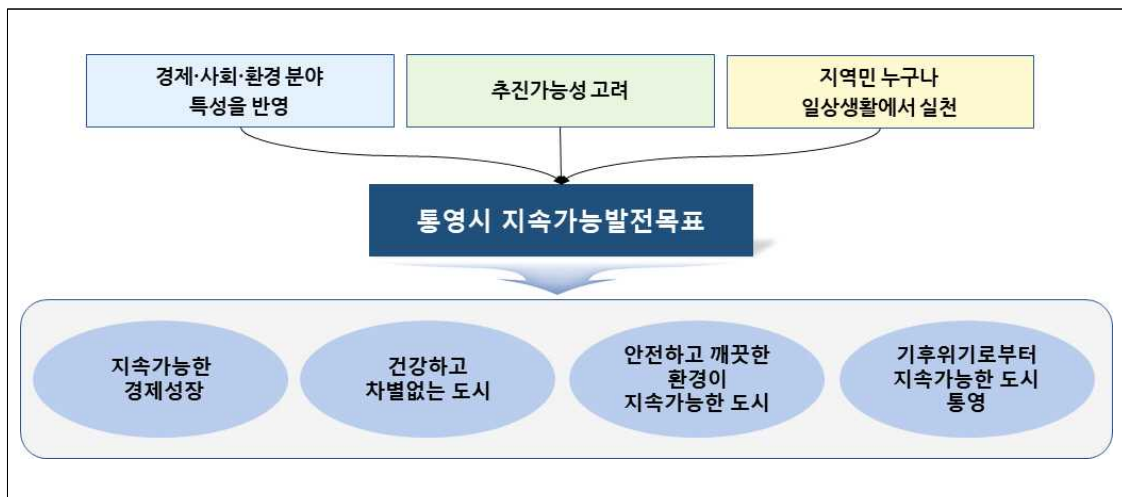 경제·사회·환경 분야
특성을 반영
추진가능성 고려
지역민 누구나
일상생활에서 실천
통영시 지속가능발전목표
지속가능한
경제성장
건강하고
차별없는 도시
안전하고 깨끗한
환경이
지속가능한 도시
기후위기로부터
지속가능한 도시
통영